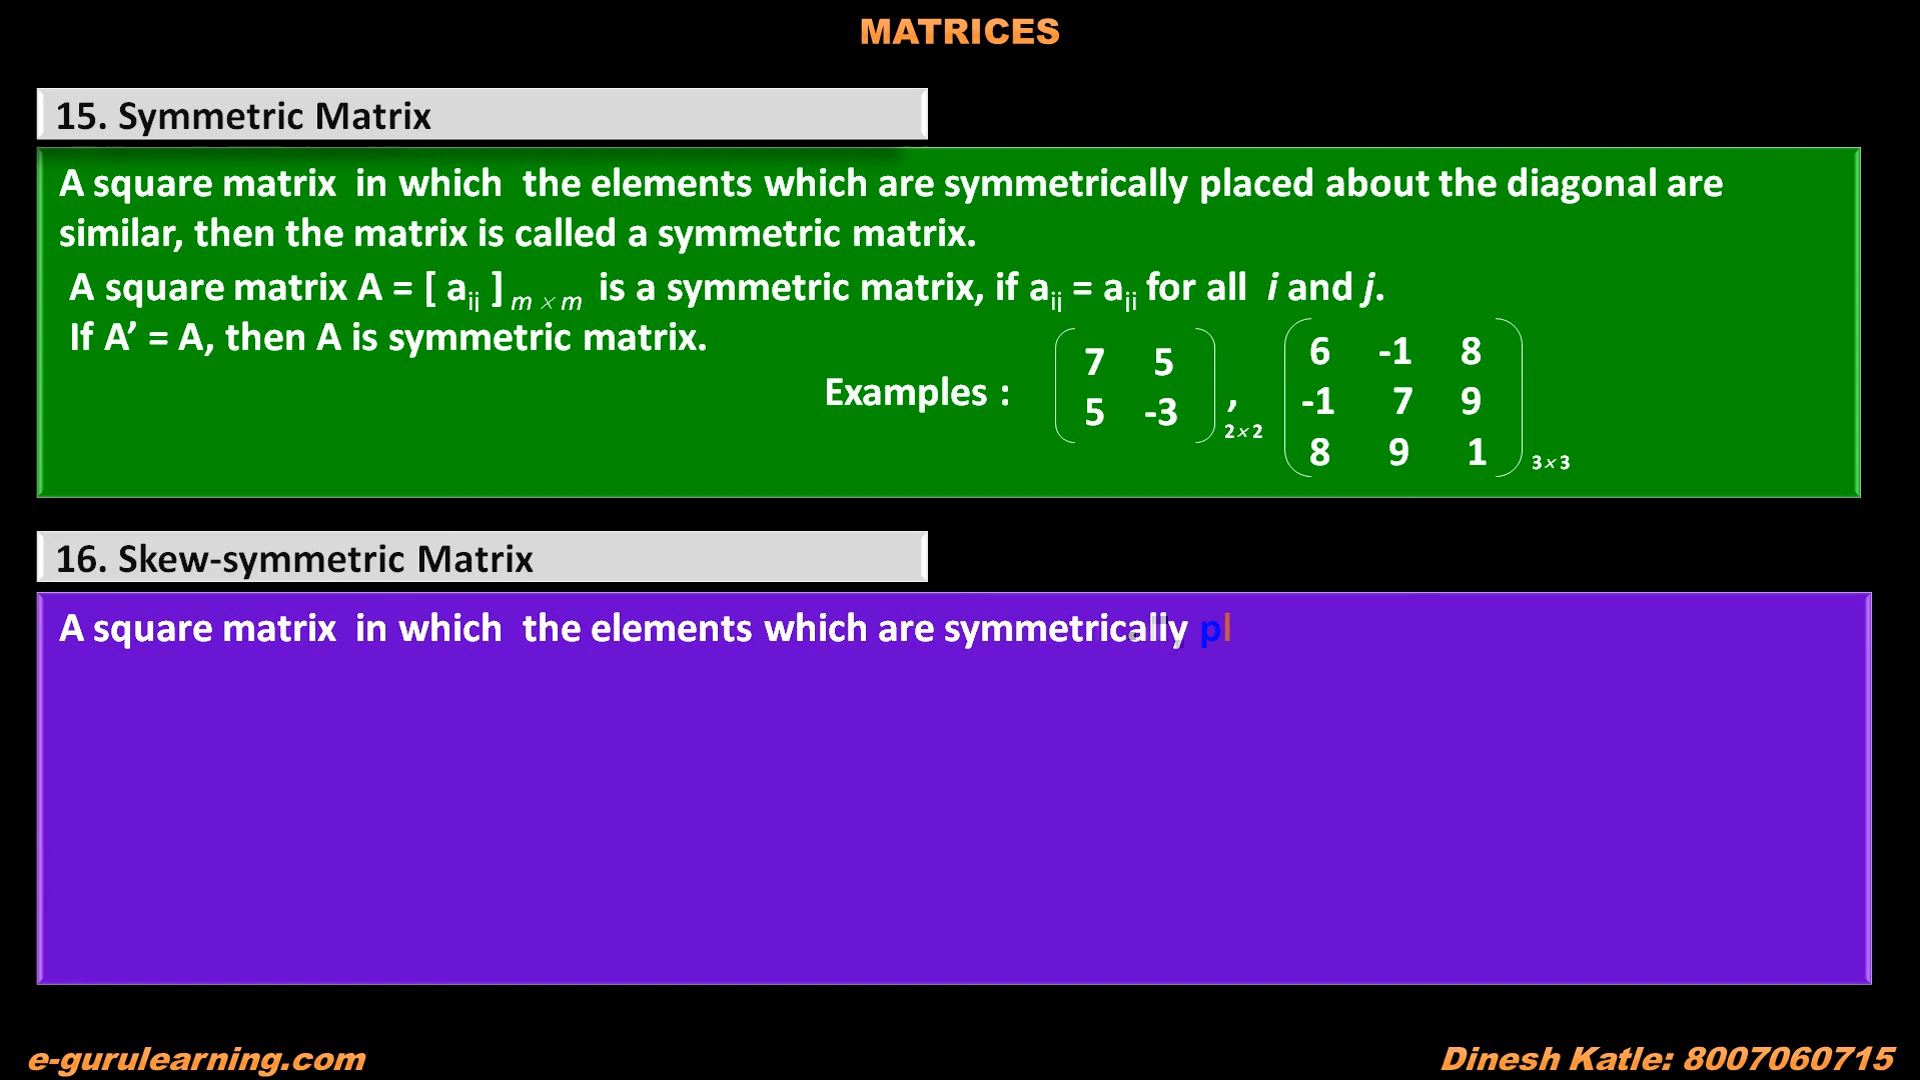 MATRICES
15. Symmetric Matrix
A square matrix in which the elements which are symmetrically placed about the diagonal are
similar, then the matrix is called a symmetric matrix.
A square matrix A = [ aij ] m × m is a symmetric matrix, if aij = aji for all i and j.
If A’ = A, then A is symmetric matrix.
Examples :
7 5
5 -3
, 2×2
6 -1 8
-1 7 9
8 9 1
3×3
16. Skew-symmetric Matrix
A square matrix in which the elements which are symmetrically pl
e-gurulearning.com
Dinesh Katle: 8007060715